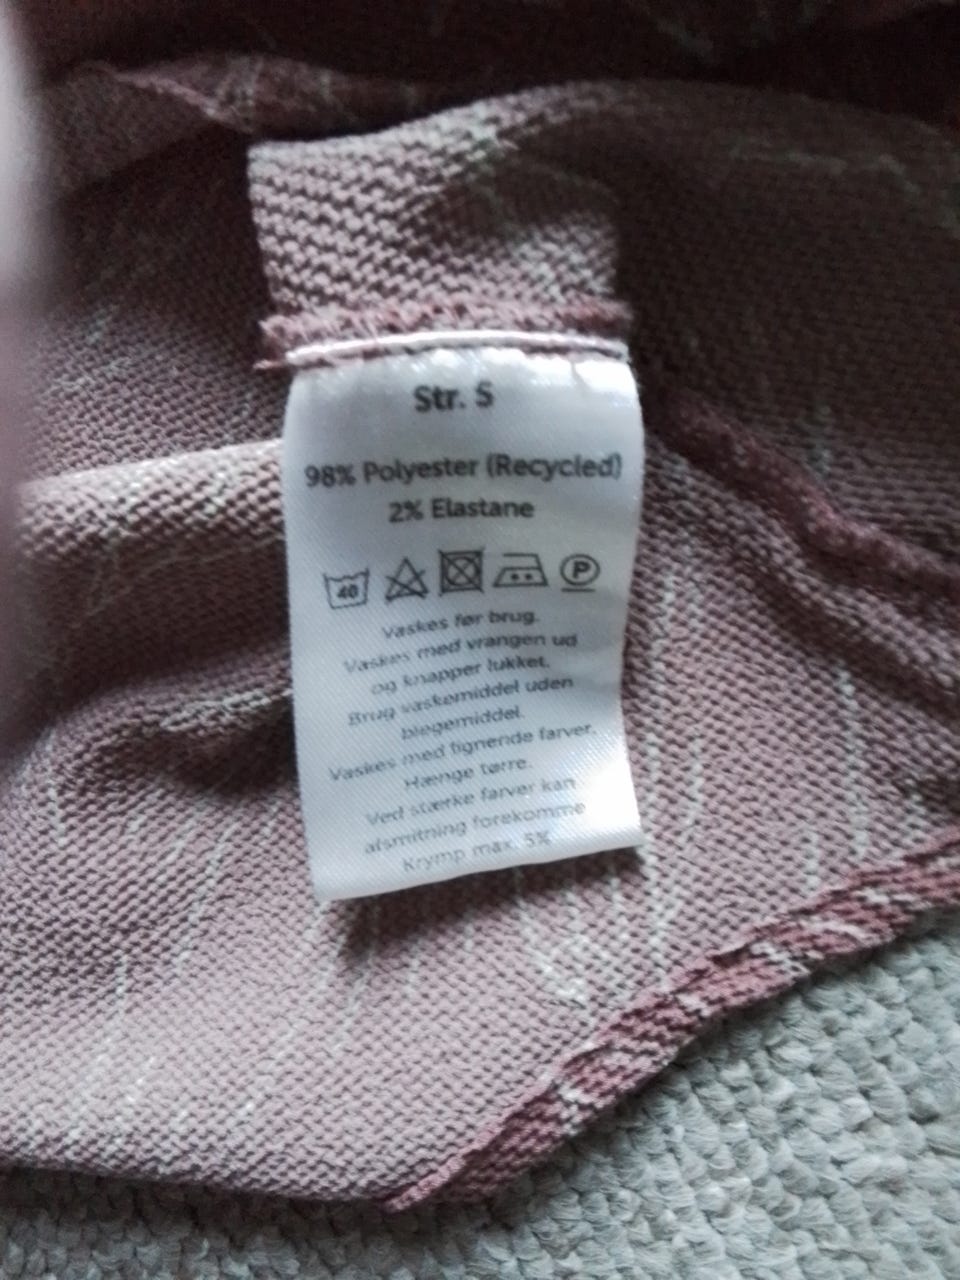 Str. S
98% Polyester (Recycled)
2% Elastane
40 P
Vaskes før brug.
Vaskes med vrangen ud
og knapper lukket.
Brug vaskemiddel uden
blegemiddel.
Vaskes med lignende farver.
Hænge tørre.
Ved stærke farver kan
afsmitning forekomme
Krymp max. 5%